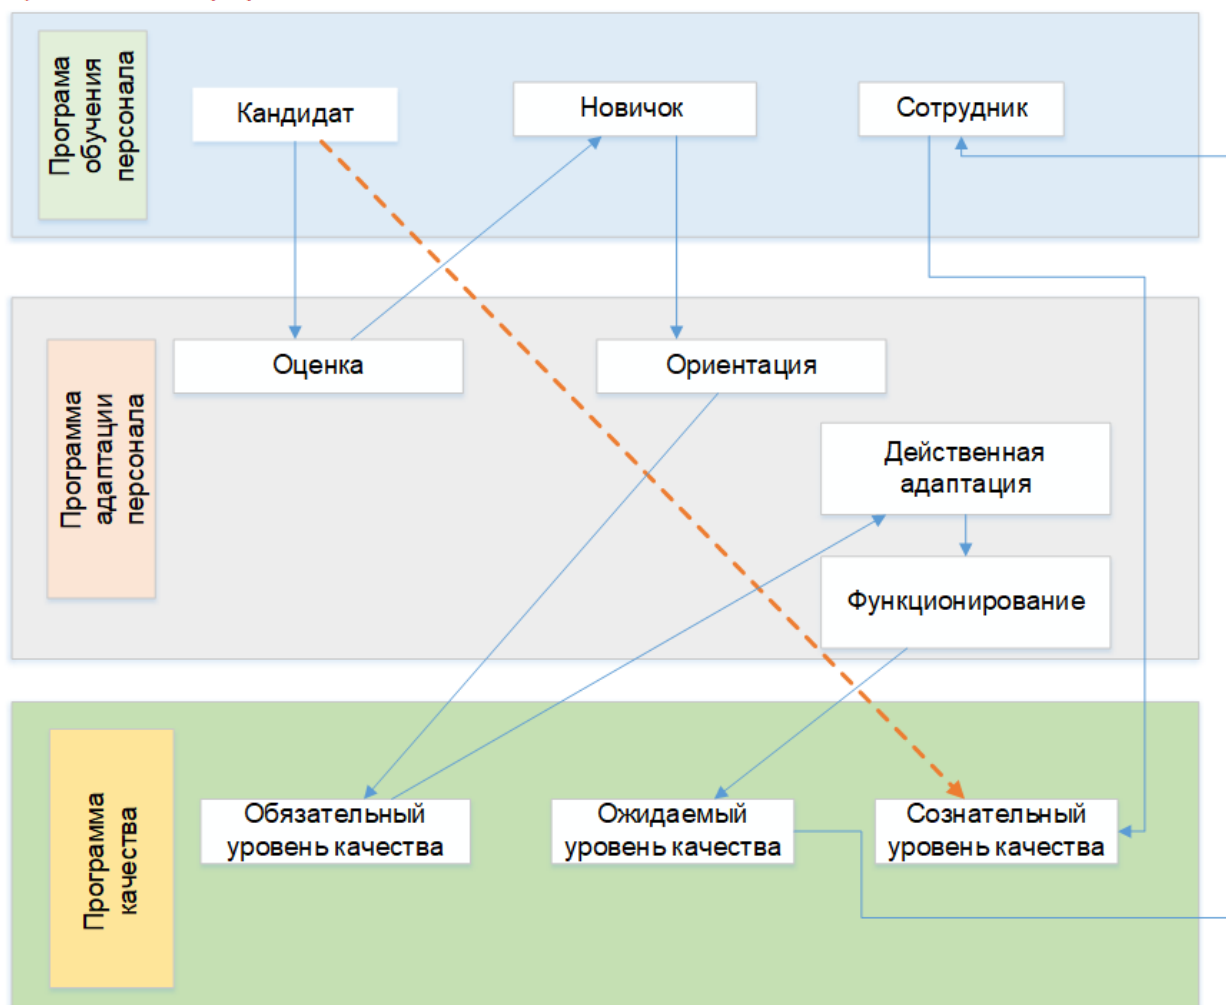 Програма
обучения
персонала
Кандидат
Новичок
Сотрудник
Программа
адаптации
персонала
Оценка
Ориентация
Действенная
адаптация
Функционирование
Программа
качества
Обязательный
уровень качества
Ожидаемый
уровень качества
Сознательный
уровень качества